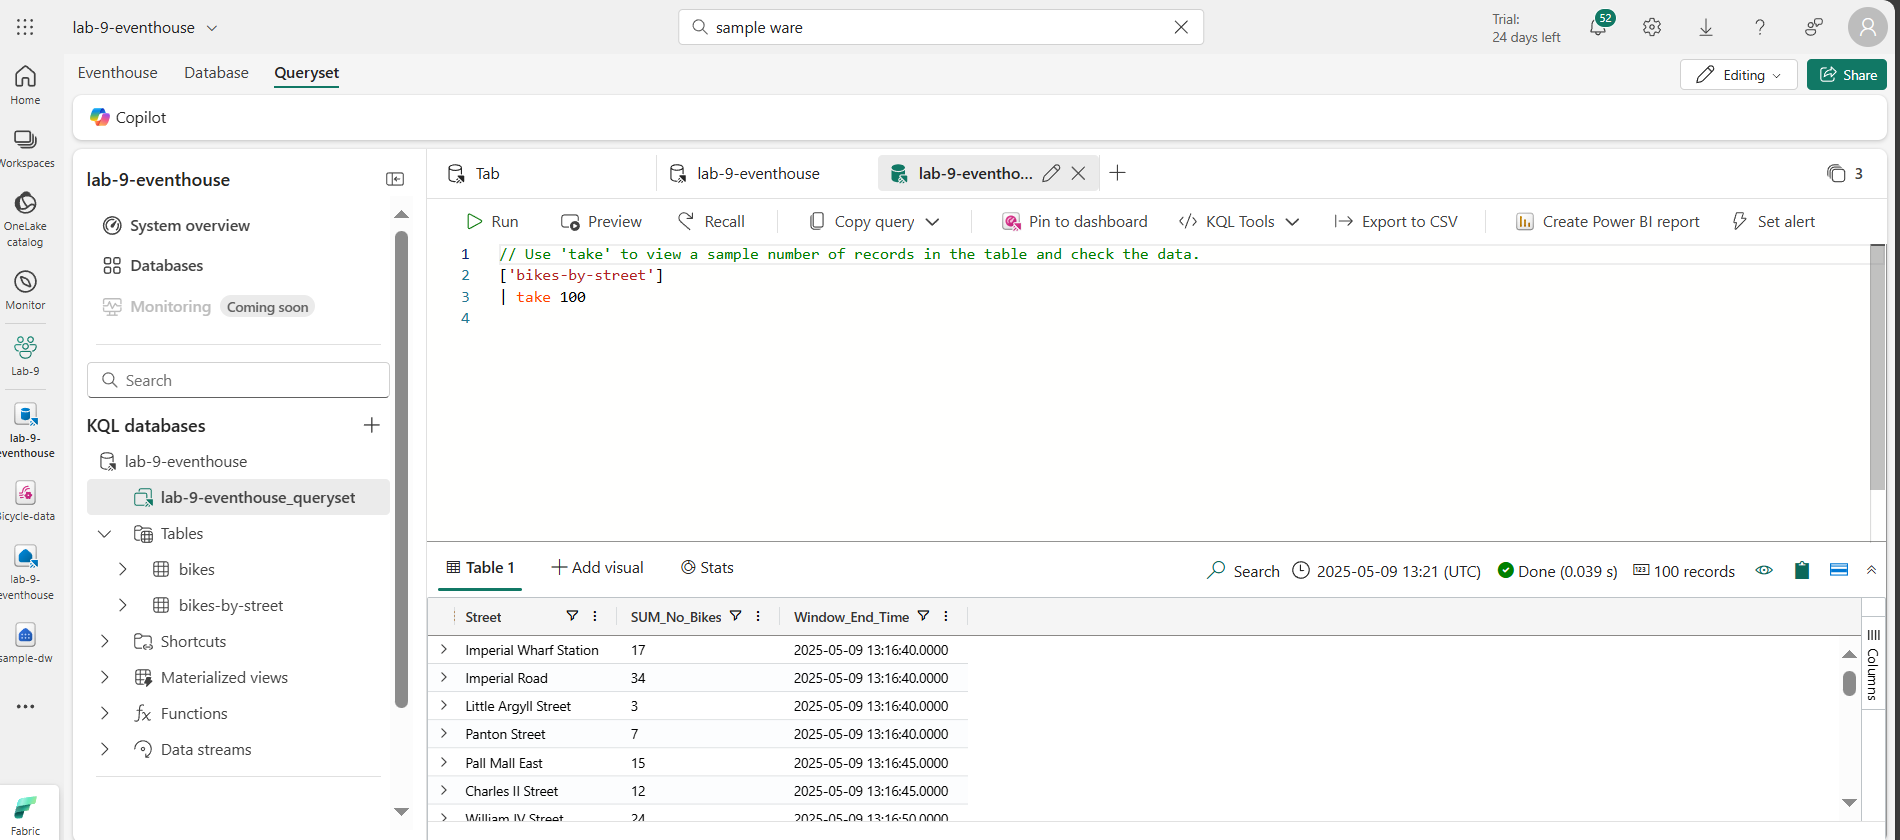 lab-9-eventhouse
sample ware
Trial:
24 days left
52
Home
Workspaces
OneLake
catalog
Monitor
Lab-9
lab-9-
eventhouse
Bicycle-data
lab-9-
eventhouse
sample-dw
Fabric
Eventhouse Database Queryset
Editing
Share
Copilot
lab-9-eventhouse
System overview
Databases
Monitoring Coming soon
Search
KQL databases
lab-9-eventhouse
lab-9-eventhouse_queryset
Tables
bikes
bikes-by-street
Shortcuts
Materialized views
Functions
Data streams
Tab lab-9-eventhouse lab-9-eventho... 3
Run Preview Recall Copy query Pin to dashboard KQL Tools Export to CSV Create Power BI report Set alert
1 // Use 'take' to view a sample number of records in the table and check the data.
2 ['bikes-by-street']
3 | take 100
4
Table 1 Add visual Stats Search 2025-05-09 13:21 (UTC) Done (0.039 s) 100 records
Street SUM_No_Bikes Window_End_Time
Imperial Wharf Station 17 2025-05-09 13:16:40.0000
Imperial Road 34 2025-05-09 13:16:40.0000
Little Argyll Street 3 2025-05-09 13:16:40.0000
Panton Street 7 2025-05-09 13:16:40.0000
Pall Mall East 15 2025-05-09 13:16:45.0000
Charles II Street 12 2025-05-09 13:16:45.0000
William IV Street 24 2025-05-09 13:16:50.0000
Columns